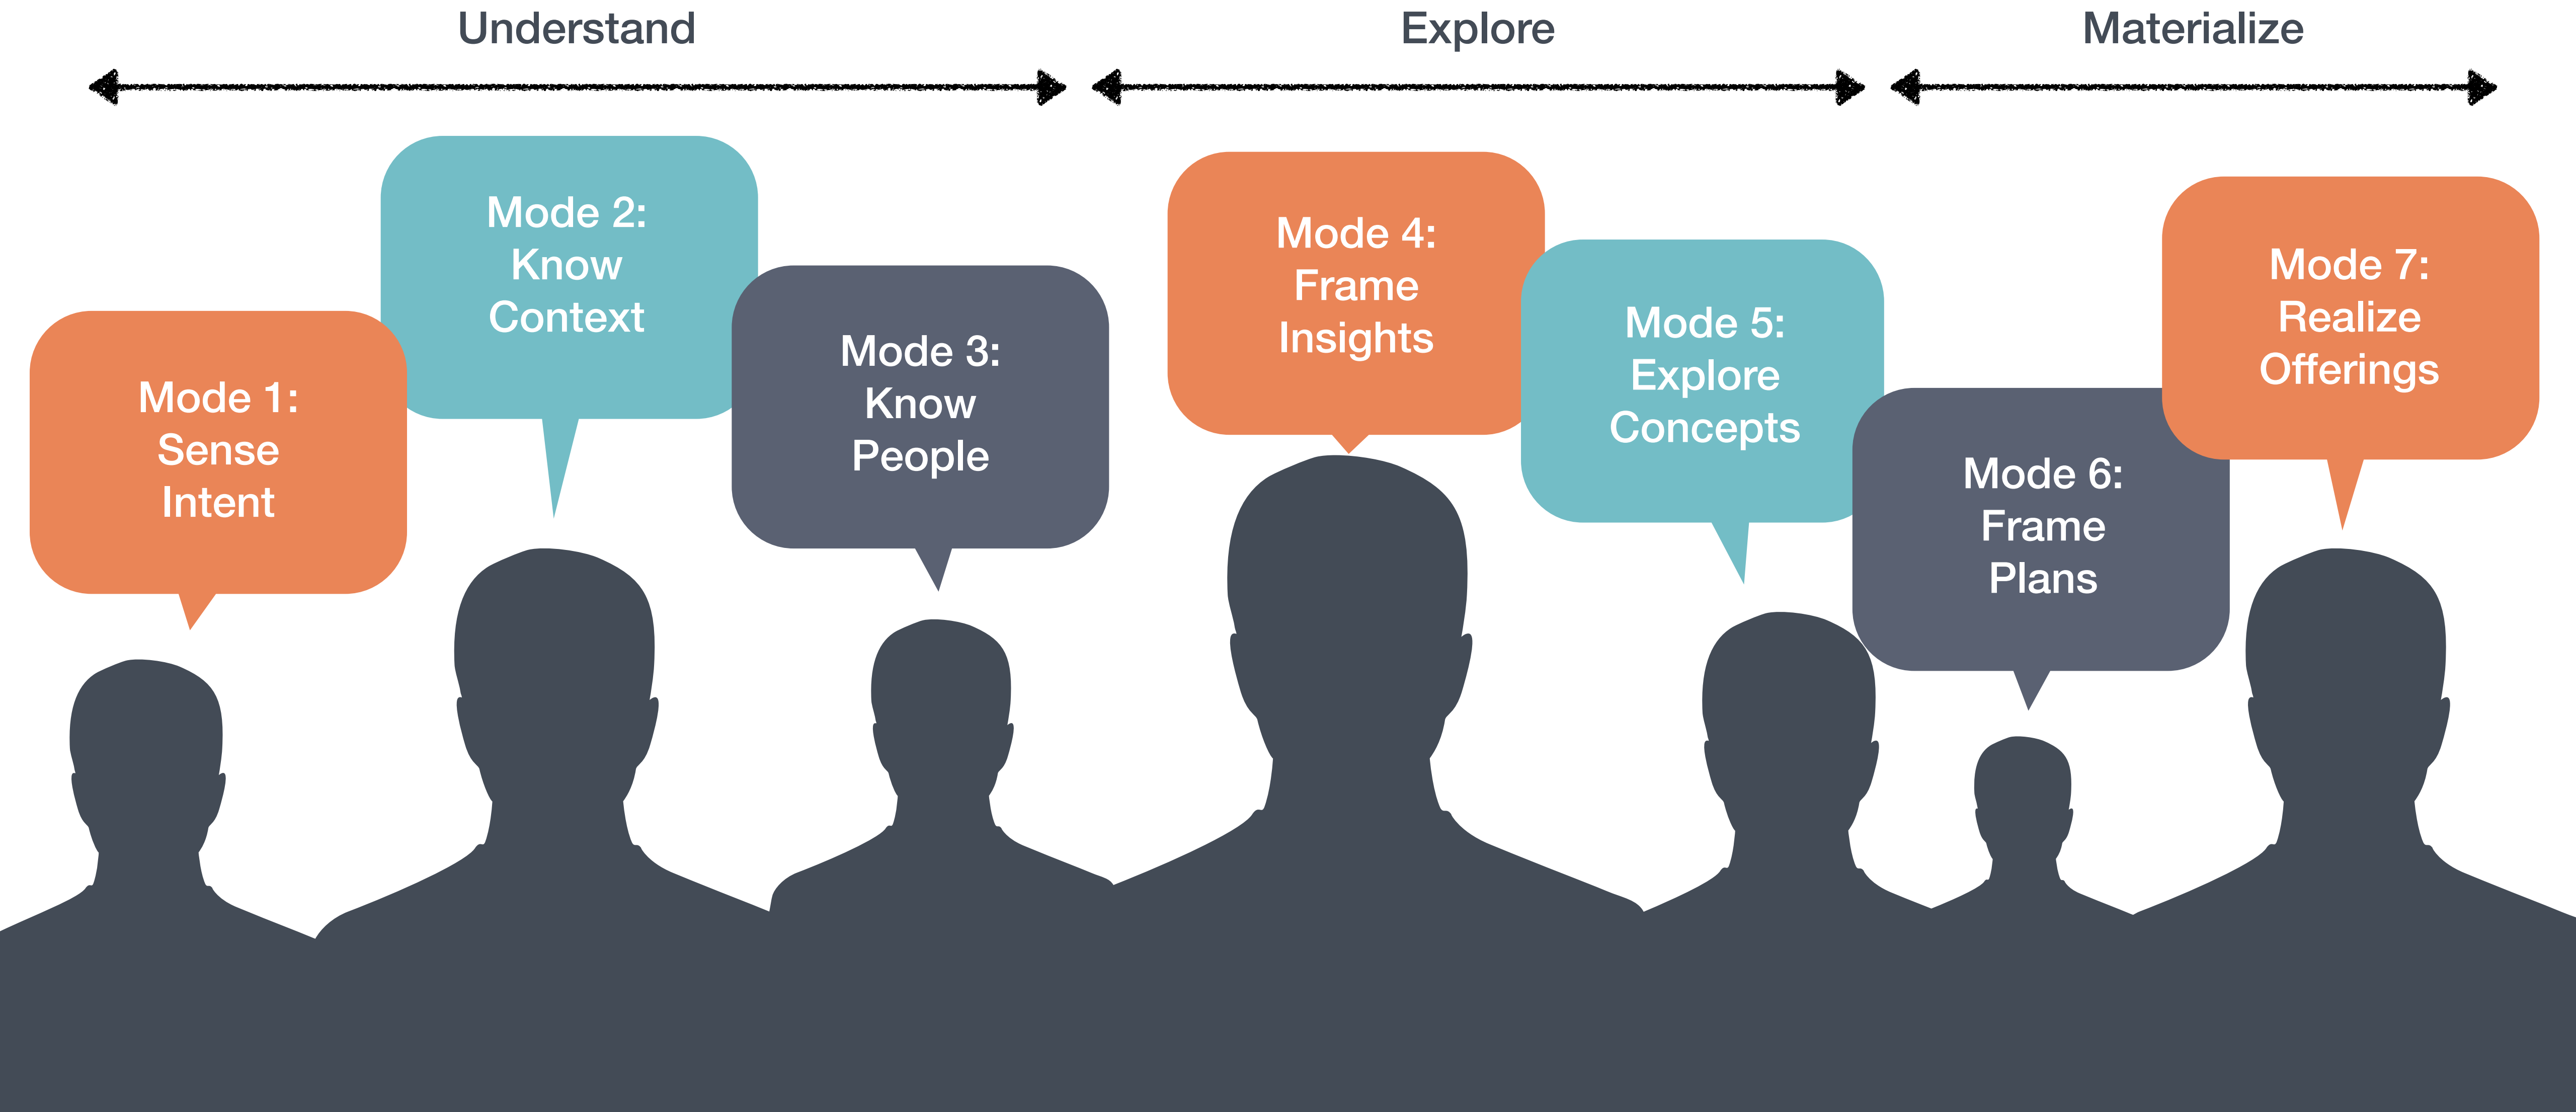 Understand
Explore
Materialize
Mode 1:
Sense
Intent
Mode 2:
Know
Context
Mode 3:
Know
People
Mode 4:
Frame
Insights
Mode 5:
Explore
Concepts
Mode 6:
Frame
Plans
Mode 7:
Realize
Offerings